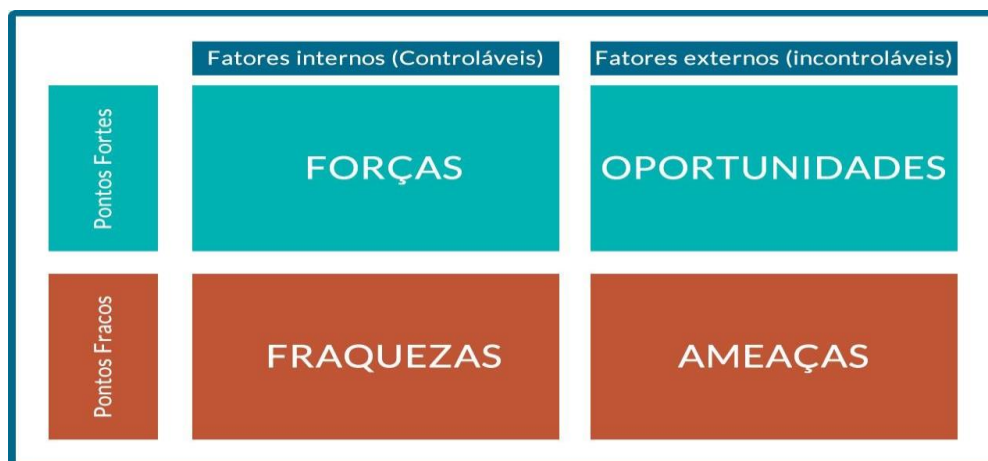 Fatores internos (Controláveis)
Fatores externos (incontroláveis)
Pontos Fortes
FORÇAS
OPORTUNIDADES
Pontos Fracos
FRAQUEZAS
AMEAÇAS